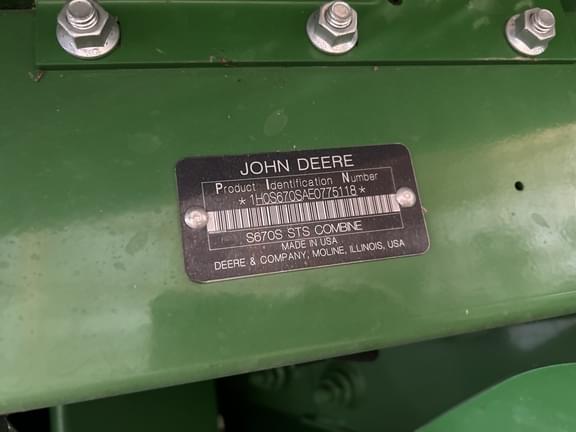 JOHN DEERE
Product Identification Number
*1H0S670SAE0775118*
S670S STS COMBINE
MADE IN USA
DEERE & COMPANY, MOLINE, ILLINOIS, USA